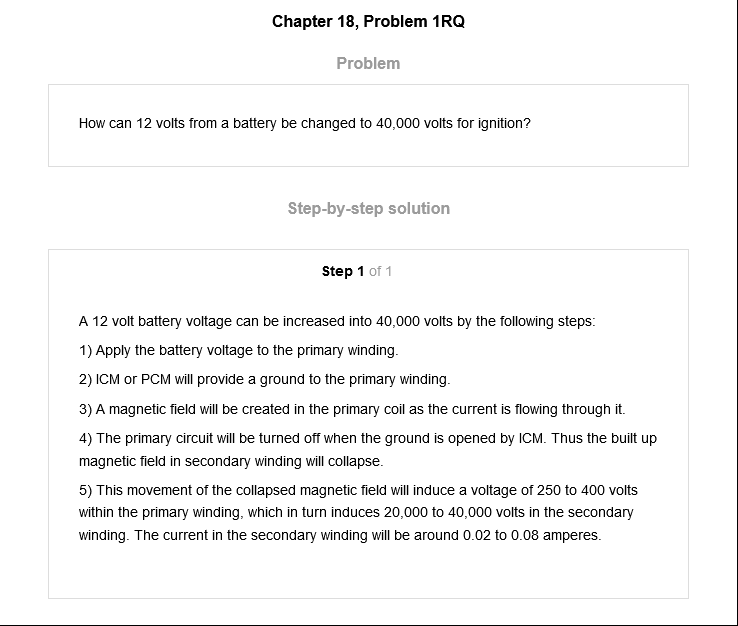 Chapter 18, Problem 1RQ
Problem
How can 12 volts from a battery be changed to 40,000 volts for ignition?
Step-by-step solution
Step 1 of 1
A 12 volt battery voltage can be increased into 40,000 volts by the following steps:
1) Apply the battery voltage to the primary winding.
2) ICM or PCM will provide a ground to the primary winding.
3) A magnetic field will be created in the primary coil as the current is flowing through it.
4) The primary circuit will be turned off when the ground is opened by ICM. Thus the built up
magnetic field in secondary winding will collapse.
5) This movement of the collapsed magnetic field will induce a voltage of 250 to 400 volts
within the primary winding, which in turn induces 20,000 to 40,000 volts in the secondary
winding. The current in the secondary winding will be around 0.02 to 0.08 amperes.